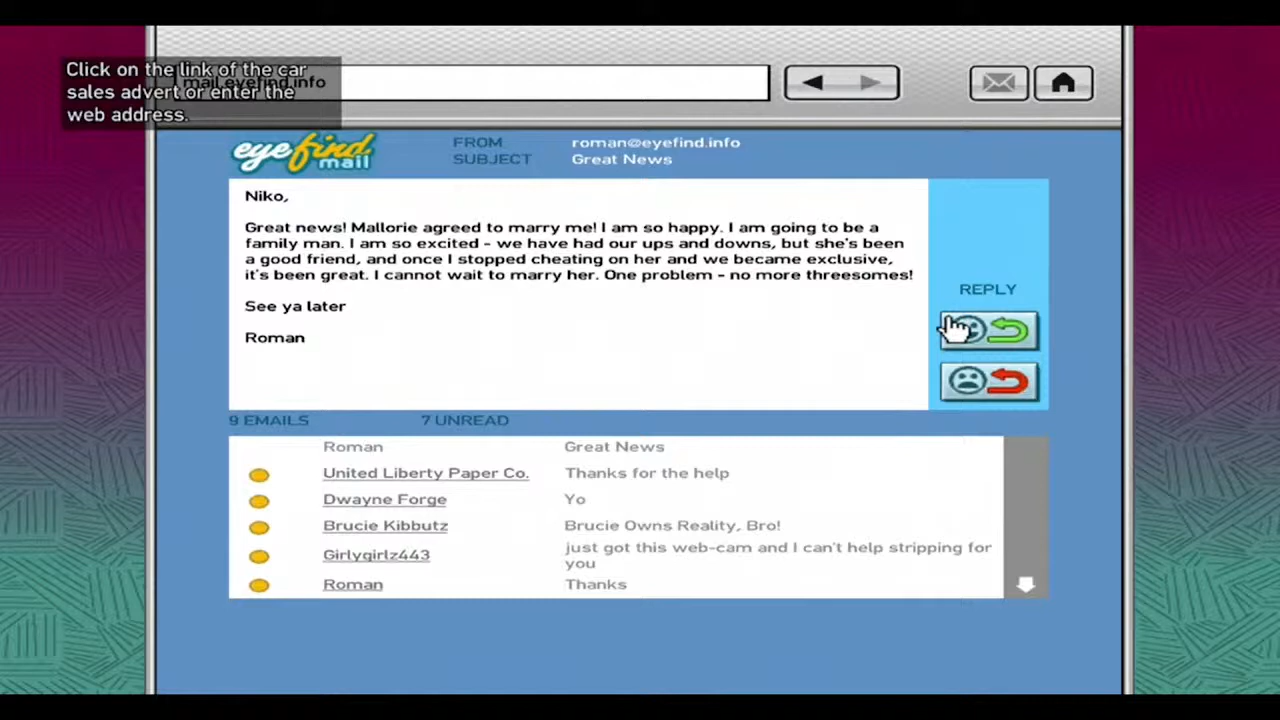 Click on the link of the car
sales advert or enter the
web address.
mail.eyefind.info
eyefind mail
FROM roman@eyefind.info
SUBJECT Great News
Niko,
Great news! Mallorie agreed to marry me! I am so happy. I am going to be a
family man. I am so excited - we have had our ups and downs, but she's been
a good friend, and once I stopped cheating on her and we became exclusive,
it's been great. I cannot wait to marry her. One problem - no more threesomes!
See ya later
Roman
REPLY
9 EMAILS 7 UNREAD
Roman Great News
United Liberty Paper Co. Thanks for the help
Dwayne Forge Yo
Brucie Kibbutz Brucie Owns Reality, Bro!
Girlygirlz443 just got this web-cam and I can't help stripping for
you
Roman Thanks